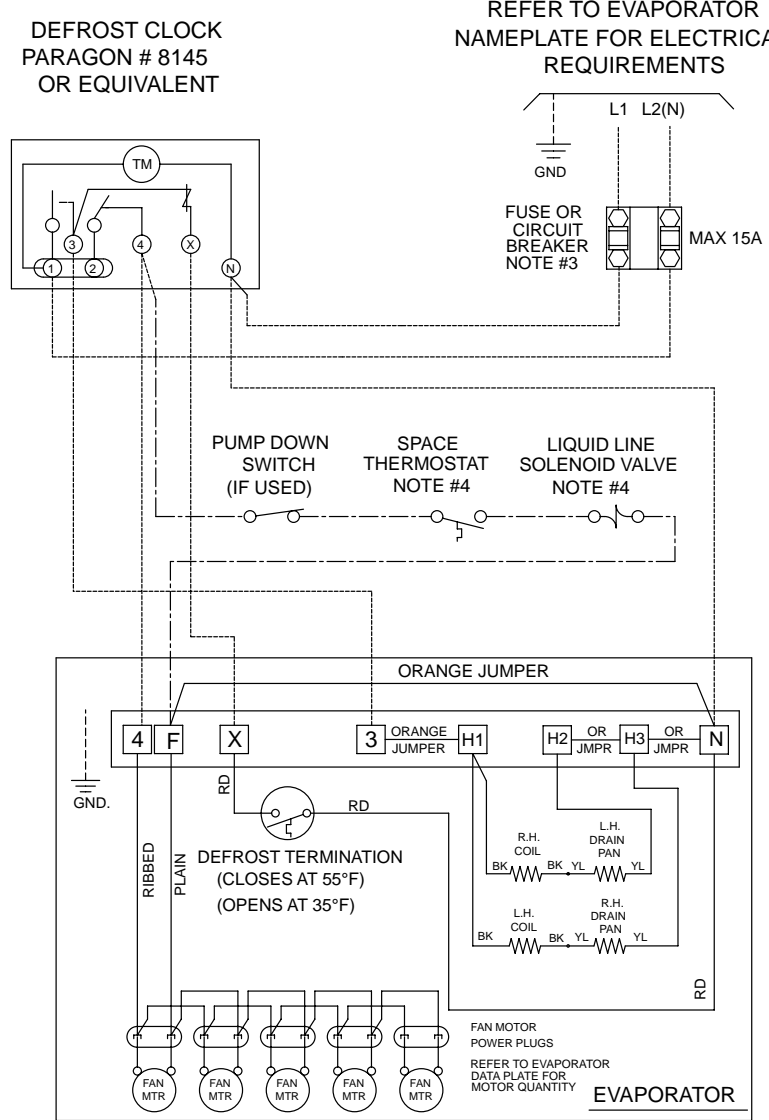 DEFROST CLOCK
PARAGON # 8145
OR EQUIVALENT
REFER TO EVAPORATOR
NAMEPLATE FOR ELECTRICA
REQUIREMENTS
L1 L2(N)
GND
TM
3
4
X
1
2
N
FUSE OR
CIRCUIT
BREAKER
NOTE #3
MAX 15A
PUMP DOWN
SWITCH
(IF USED)
SPACE
THERMOSTAT
NOTE #4
LIQUID LINE
SOLENOID VALVE
NOTE #4
ORANGE JUMPER
4 F X 3 ORANGE JUMPER H1 H2 OR JMPR H3 OR JMPR N
GND.
RD
RD
DEFROST TERMINATION
(CLOSES AT 55°F)
(OPENS AT 35°F)
RIBBED
PLAIN
R.H.
COIL
L.H.
DRAIN
PAN
BK BK YL YL
L.H.
COIL
R.H.
DRAIN
PAN
BK BK YL YL
RD
FAN MOTOR
POWER PLUGS
REFER TO EVAPORATOR
DATA PLATE FOR
MOTOR QUANTITY
FAN
MTR
FAN
MTR
FAN
MTR
FAN
MTR
FAN
MTR
EVAPORATOR